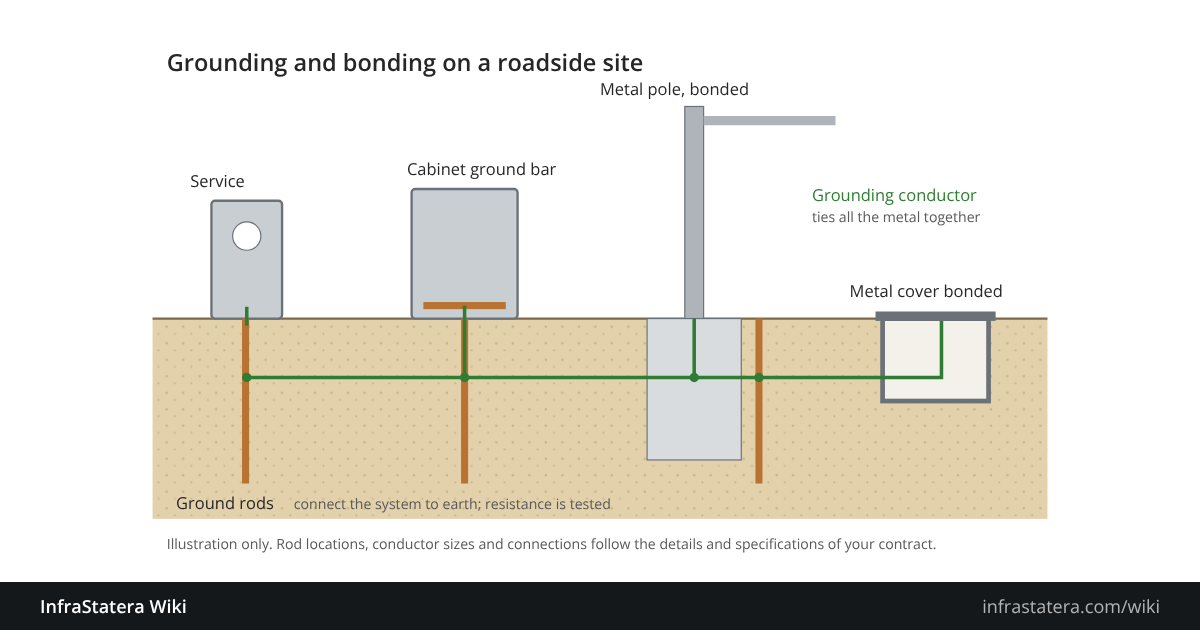 Grounding and bonding on a roadside site
Metal pole, bonded
Cabinet ground bar
Service
Grounding conductor
ties all the metal together
Metal cover bonded
Ground rods connect the system to earth; resistance is tested
Illustration only. Rod locations, conductor sizes and connections follow the details and specifications of your contract.
InfraStatera Wiki
infrastatera.com/wiki